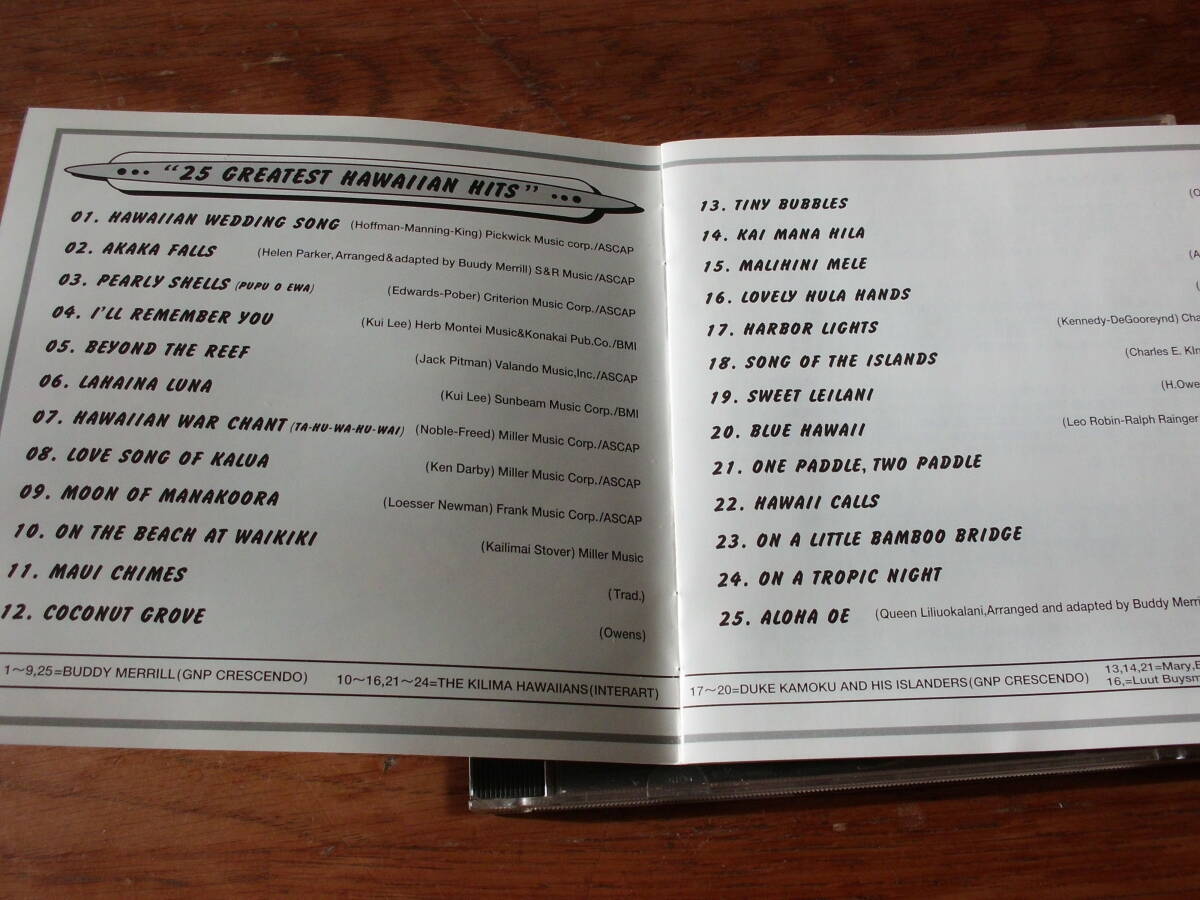 "25 GREATEST HAWAIIAN HITS"
01. HAWAIIAN WEDDING SONG (Hoffman-Manning-King) Pickwick Music corp./ASCAP
02. AKAKA FALLS (Helen Parker,Arranged&adapted by Buudy Merrill) S&R Music/ASCAP
03. PEARLY SHELLS (PUPU O EWA) (Edwards-Pober) Criterion Music Corp./ASCAP
04. I'LL REMEMBER YOU (Kui Lee) Herb Montei Music&Konakai Pub.Co./BMI
05. BEYOND THE REEF (Jack Pitman) Valando Music,Inc./ASCAP
06. LAHAINA LUNA (Kui Lee) Sunbeam Music Corp./BMI
07. HAWAIIAN WAR CHANT (TA-HU-WA-HU-WAI) (Noble-Freed) Miller Music Corp./ASCAP
08. LOVE SONG OF KALUA (Ken Darby) Miller Music Corp./ASCAP
09. MOON OF MANAKOORA (Loesser Newman) Frank Music Corp./ASCAP
10. ON THE BEACH AT WAIKIKI (Kailimai Stover) Miller Music
11. MAUI CHIMES (Trad.)
12. COCONUT GROVE (Owens)
1～9,25=BUDDY MERRILL(GNP CRESCENDO) 10～16,21～24=THE KILIMA HAWAIIANS(INTERART)
13. TINY BUBBLES
14. KAI MANA HILA
15. MALIHINI MELE
16. LOVELY HULA HANDS
17. HARBOR LIGHTS (Kennedy-DeGooreynd)
18. SONG OF THE ISLANDS (Charles E.
19. SWEET LEILANI
20. BLUE HAWAII (Leo Robin-Ralph Rainger
21. ONE PADDLE, TWO PADDLE
22. HAWAII CALLS
23. ON A LITTLE BAMBOO BRIDGE
24. ON A TROPIC NIGHT
25. ALOHA OE (Queen Liliuokalani,Arranged and adapted by Buddy
17～20=DUKE KAMOKU AND HIS ISLANDERS(GNP CRESCENDO)
13,14,21=Mary,
16,=Luut